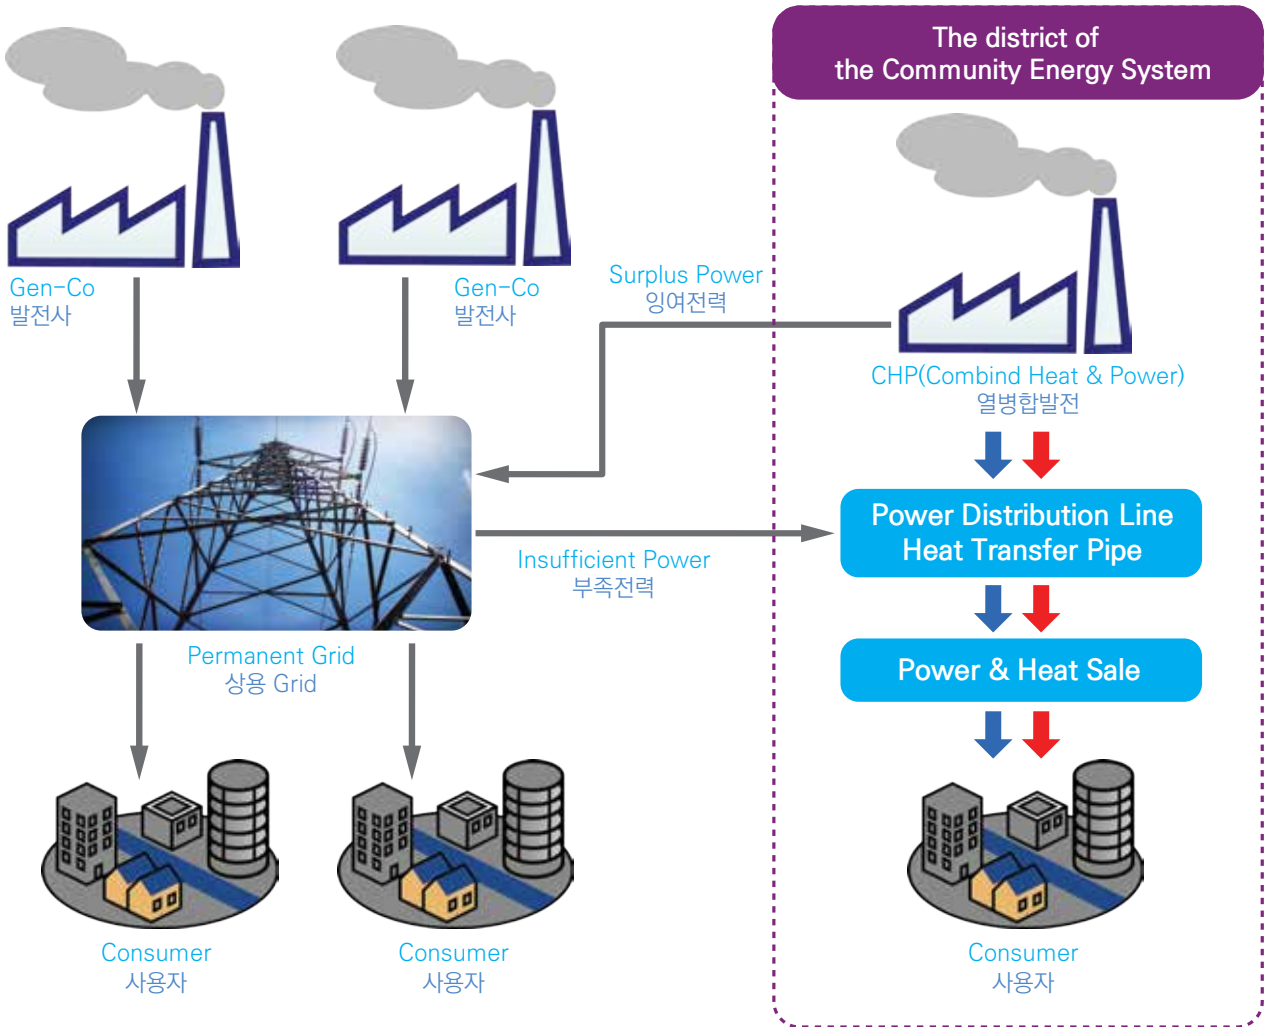 The district of
the Community Energy System
Gen-Co
발전사
Gen-Co
발전사
Surplus Power
잉여전력
CHP(Combind Heat & Power)
열병합발전
Power Distribution Line
Heat Transfer Pipe
Insufficient Power
부족전력
Permanent Grid
상용 Grid
Power & Heat Sale
Consumer
사용자
Consumer
사용자
Consumer
사용자